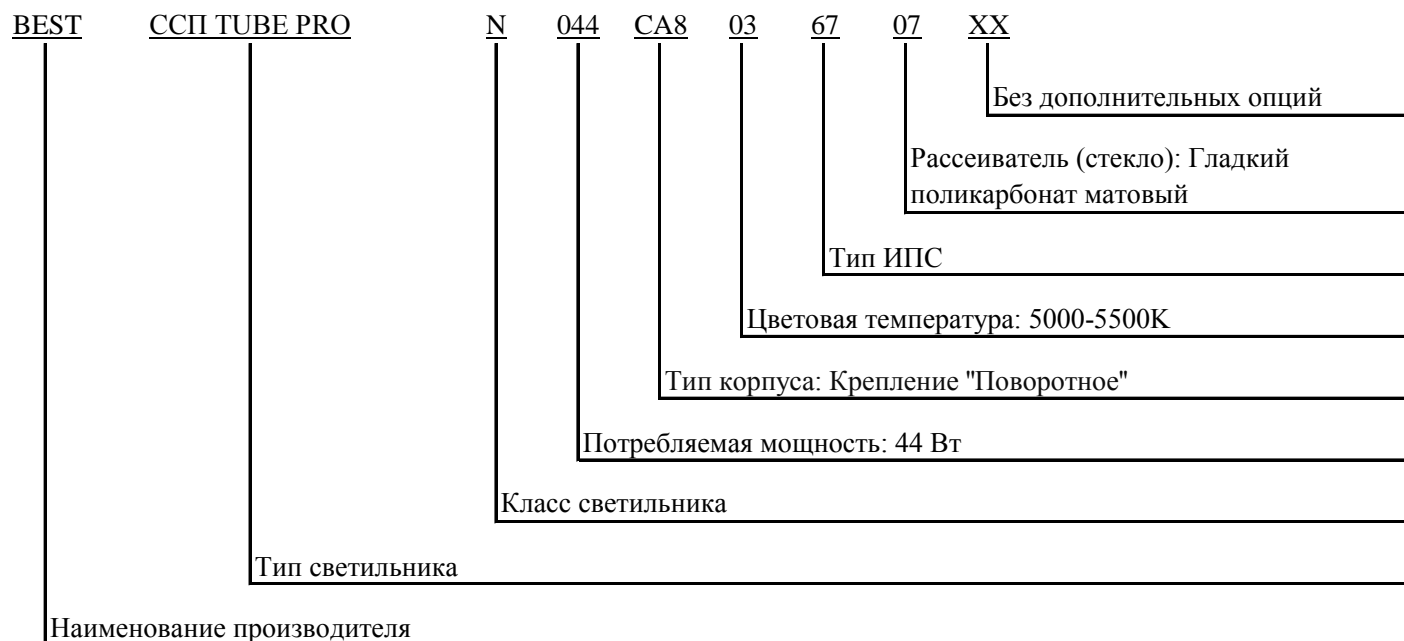 BEST ССП TUBE PRO N 044 CA8 03 67 07 XX
Без дополнительных опций
Рассеиватель (стекло): Гладкий
поликарбонат матовый
Тип ИПС
Цветовая температура: 5000-5500K
Тип корпуса: Крепление "Поворотное"
Потребляемая мощность: 44 Вт
Класс светильника
Тип светильника
Наименование производителя